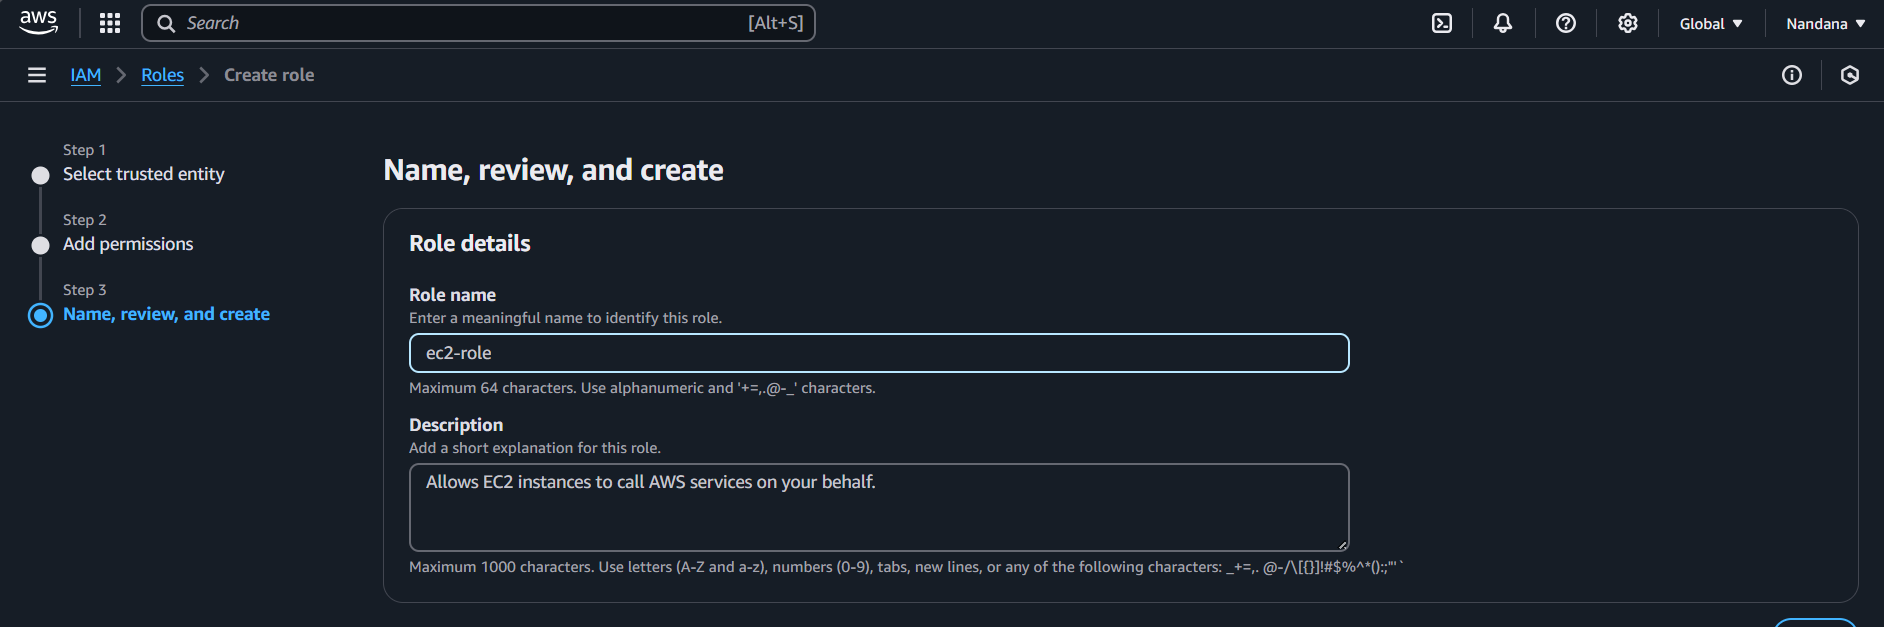 aws
Search [Alt+S]
Global Nandana
IAM Roles Create role
Step 1
Select trusted entity
Step 2
Add permissions
Step 3
Name, review, and create
Name, review, and create
Role details
Role name
Enter a meaningful name to identify this role.
ec2-role
Maximum 64 characters. Use alphanumeric and '+=,.@-_' characters.
Description
Add a short explanation for this role.
Allows EC2 instances to call AWS services on your behalf.
Maximum 1000 characters. Use letters (A-Z and a-z), numbers (0-9), tabs, new lines, or any of the following characters: _+=,. @-/\[{}]!#$%^*();:"'`